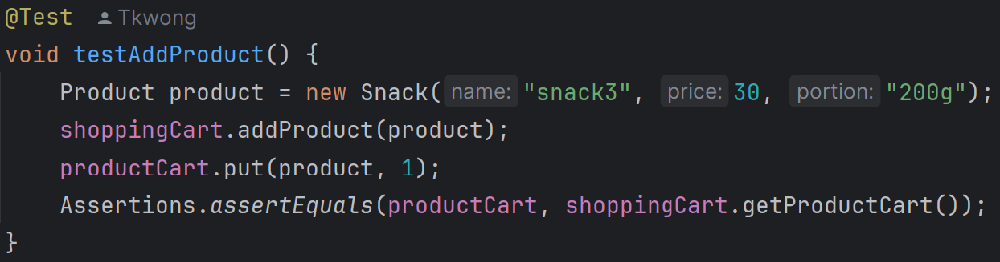 @Test Tkwong
void testAddProduct() {
Product product = new Snack( name: "snack3", price: 30, portion: "200g");
shoppingCart.addProduct(product);
productCart.put(product, 1);
Assertions.assertEquals(productCart, shoppingCart.getProductCart());
}